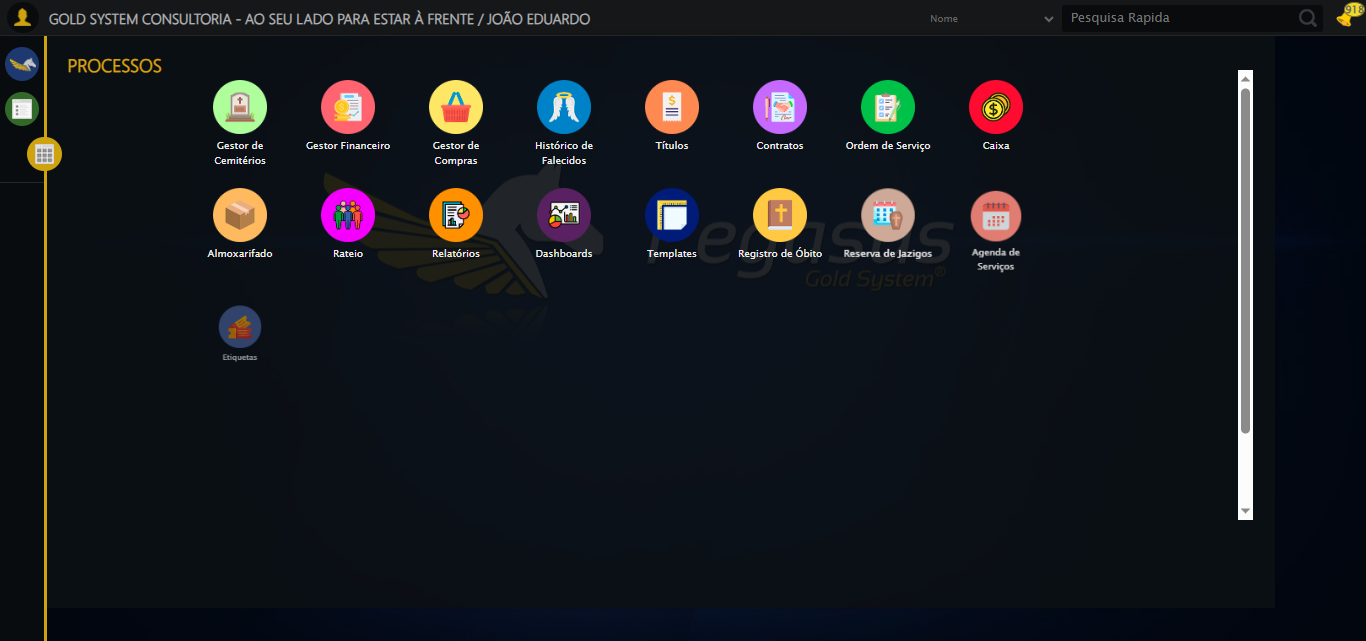 GOLD SYSTEM CONSULTORIA - AO SEU LADO PARA ESTAR À FRENTE / JOÃO EDUARDO
Nome
Pesquisa Rapida
918
PROCESSOS
Gestor de
Cemitérios
Gestor Financeiro
Gestor de
Compras
Histórico de
Falecidos
Títulos
Contratos
Ordem de Serviço
Caixa
Almoxarifado
Rateio
Relatórios
Dashboards
Templates
Registro de Óbito
Reserva de Jazigos
Agenda de
Serviços
Pegasus
Gold System®
Etiquetas